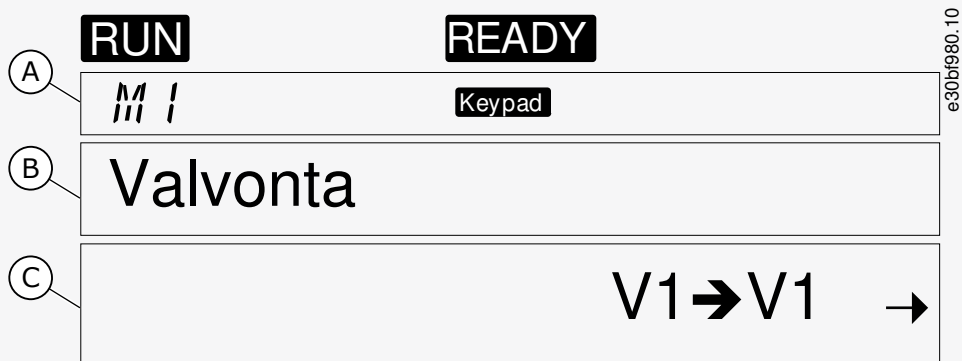 RUN READY
A
M1 Keypad
B
Valvonta
C
V1➔V1 →
e30bf980.10